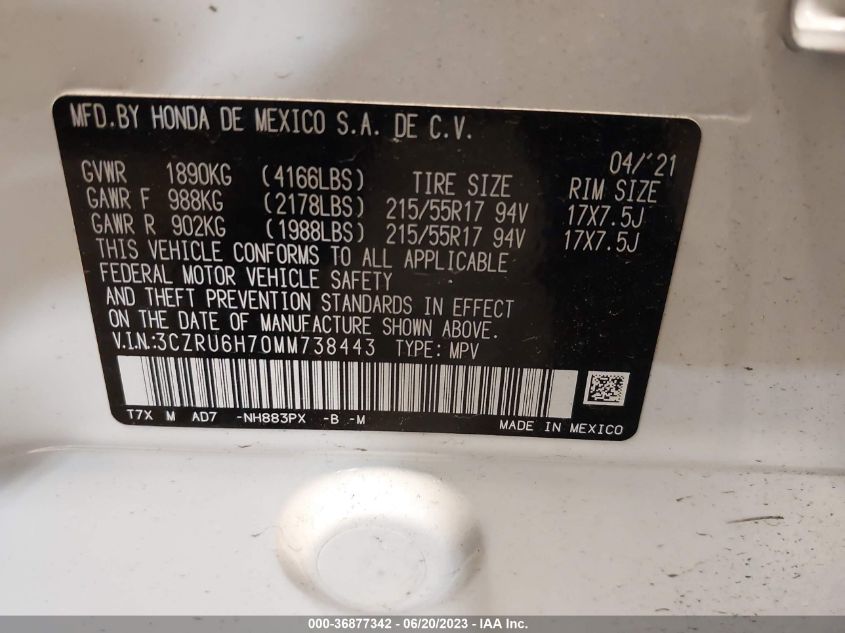 MFD.BY HONDA DE MEXICO S.A. DE C.V.
04/'21
GVWR 1890KG (4166LBS) TIRE SIZE RIM SIZE
GAWR F 988KG (2178LBS) 215/55R17 94V 17X7.5J
GAWR R 902KG (1988LBS) 215/55R17 94V 17X7.5J
THIS VEHICLE CONFORMS TO ALL APPLICABLE
FEDERAL MOTOR VEHICLE SAFETY
AND THEFT PREVENTION STANDARDS IN EFFECT
ON THE DATE OF MANUFACTURE SHOWN ABOVE.
V.I.N:3CZRU6H70MM738443 TYPE: MPV
T7X M AD7 -NH883PX -B -M
MADE IN MEXICO
000-36877342 - 06/20/2023 - IAA Inc.